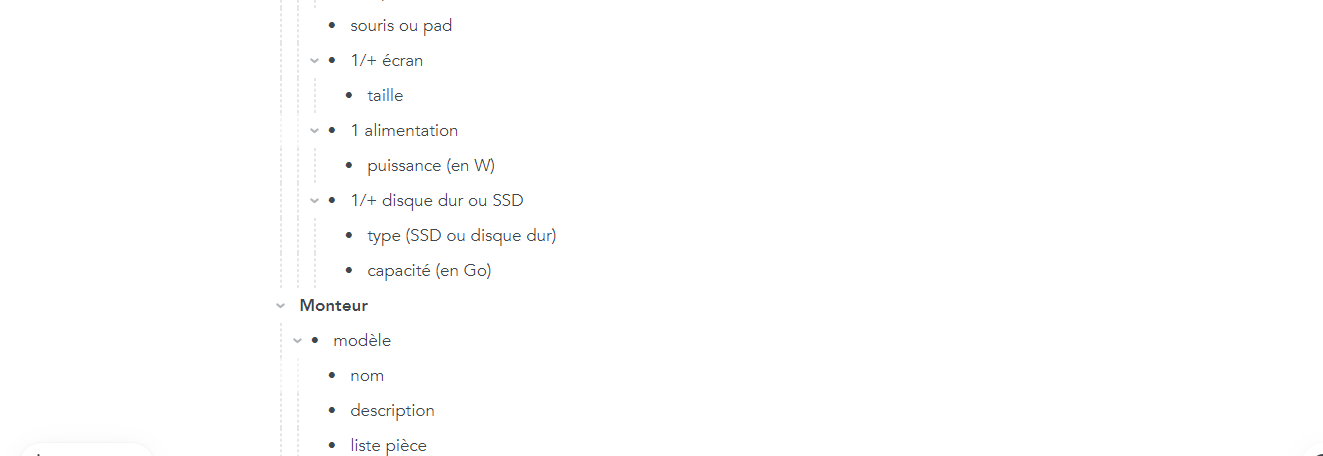 souris ou pad
1/+ écran
taille
1 alimentation
puissance (en W)
1/+ disque dur ou SSD
type (SSD ou disque dur)
capacité (en Go)
Monteur
modèle
nom
description
liste pièce